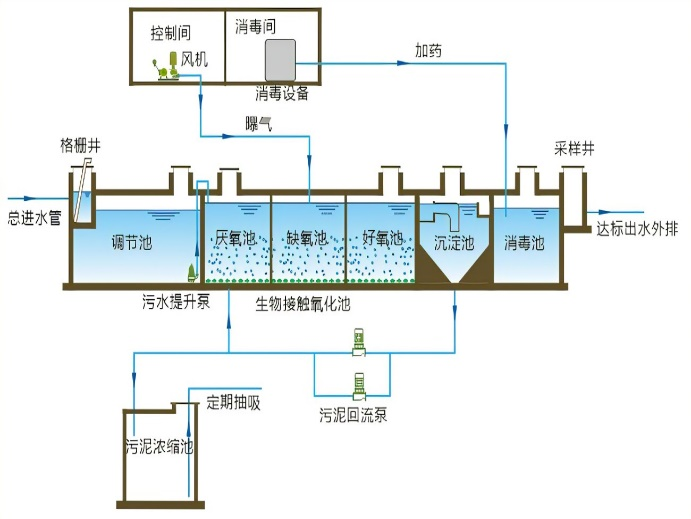 控制间
消毒间
风机
消毒设备
加药
曝气
格栅井
采样井
总进水管
调节池
厌氧池
缺氧池
好氧池
沉淀池
消毒池
达标出水外排
污水提升泵
生物接触氧化池
定期抽吸
污泥回流泵
污泥浓缩池